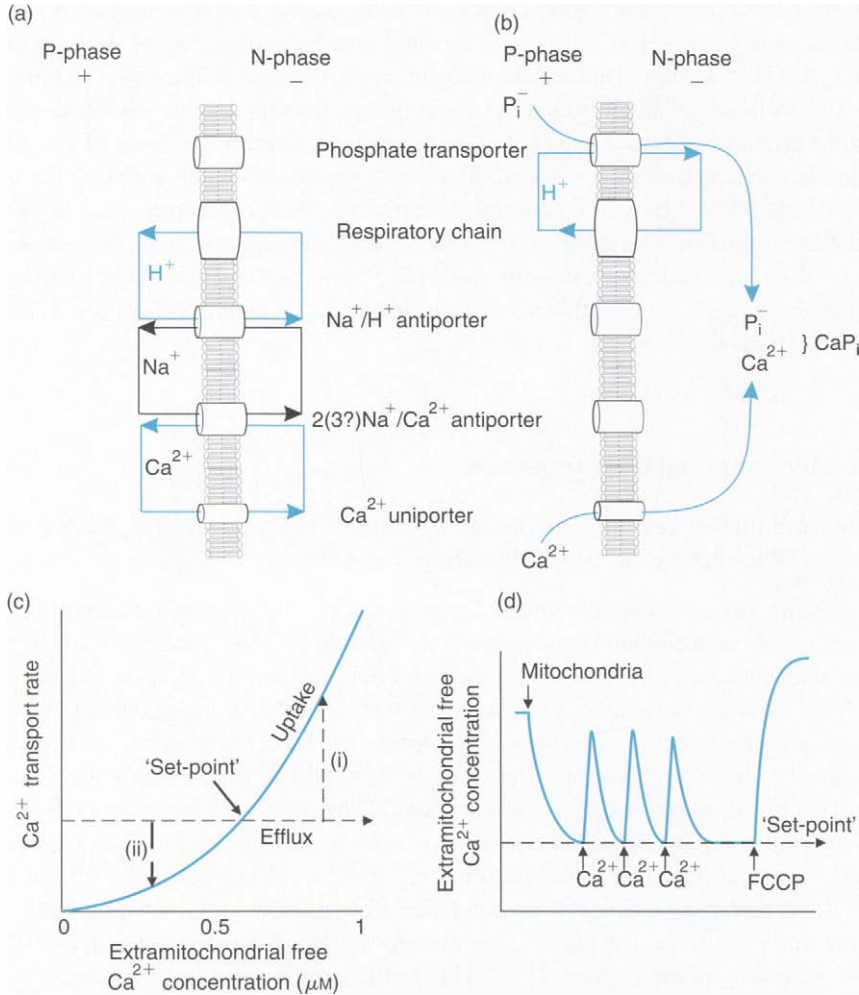 (a)
P-phase
+
N-phase
−
Phosphate transporter
Respiratory chain
H⁺
Na⁺/H⁺ antiporter
Na⁺
2(3?)Na⁺/Ca²⁺ antiporter
Ca²⁺
Ca²⁺ uniporter
(b)
P-phase
+
N-phase
−
Pᵢ⁻
H⁺
Pᵢ⁻
Ca²⁺
} CaPᵢ
Ca²⁺
(c)
Ca²⁺ transport rate
Uptake
'Set-point'
(i)
Efflux
(ii)
0
0.5
1
Extramitochondrial free
Ca²⁺ concentration (μM)
(d)
Extramitochondrial free
Ca²⁺ concentration
Mitochondria
'Set-point'
Ca²⁺ Ca²⁺ Ca²⁺
FCCP